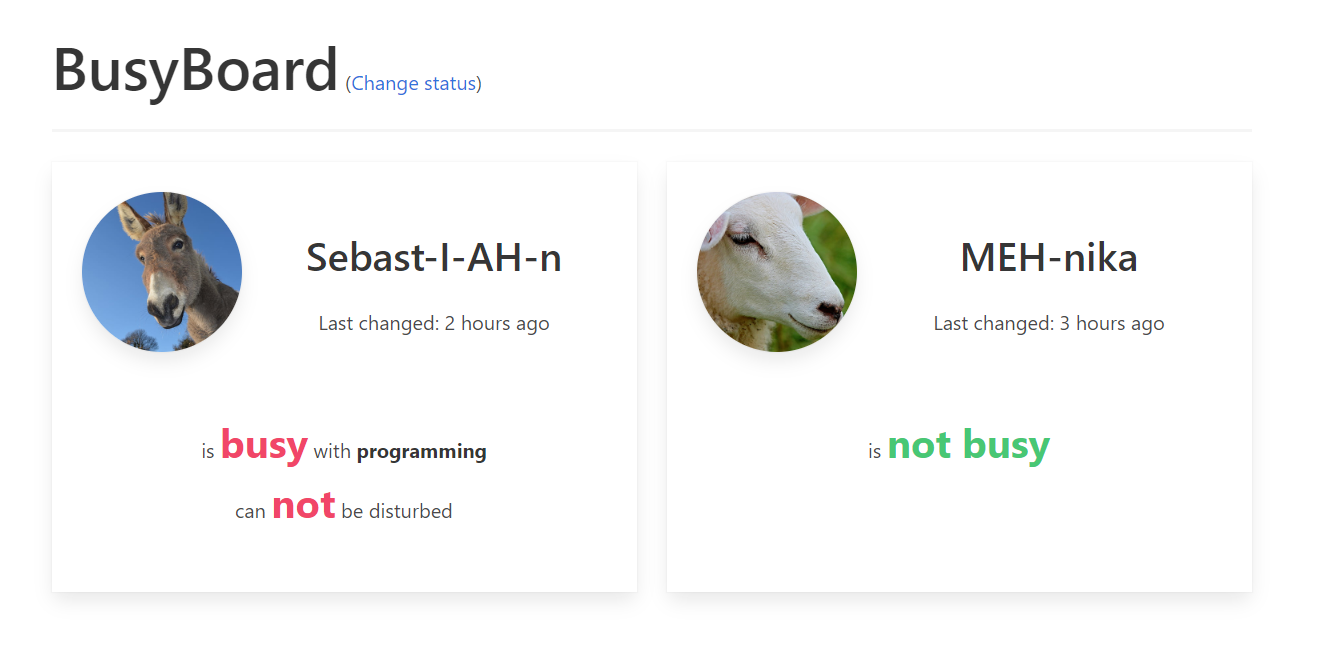 BusyBoard (Change status)
Sebast-I-AH-n
Last changed: 2 hours ago
is busy with programming
can not be disturbed
MEH-nika
Last changed: 3 hours ago
is not busy